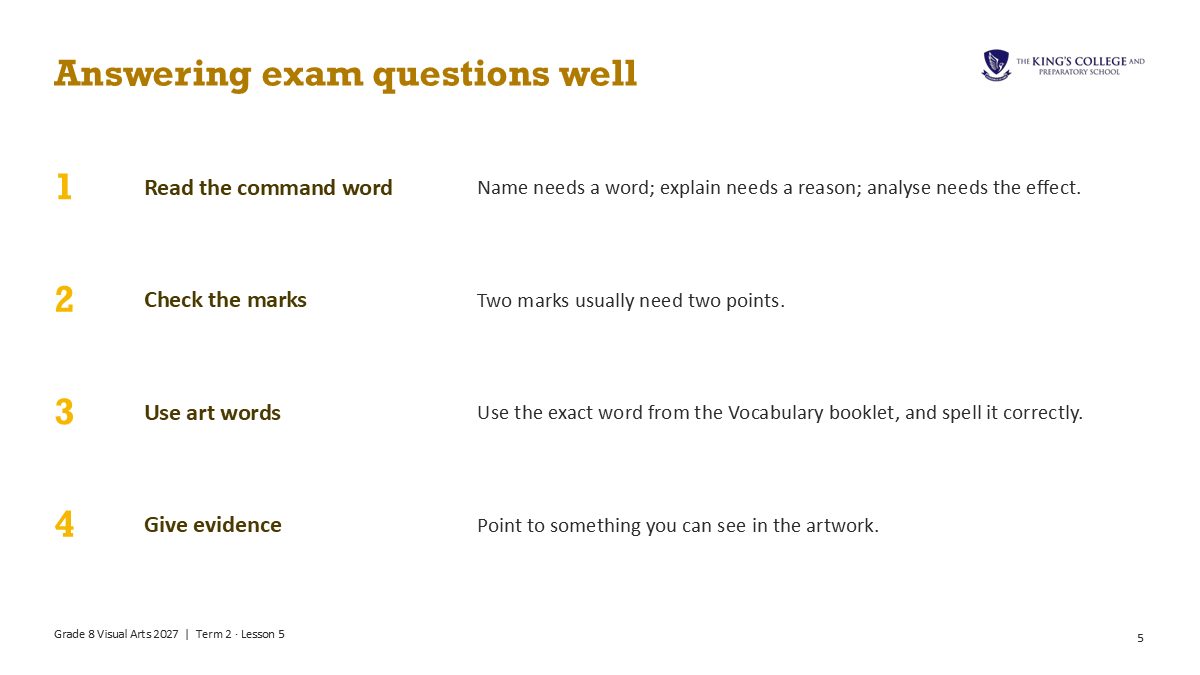 Answering exam questions well
THE KING'S COLLEGE AND
PREPARATORY SCHOOL
1 Read the command word Name needs a word; explain needs a reason; analyse needs the effect.
2 Check the marks Two marks usually need two points.
3 Use art words Use the exact word from the Vocabulary booklet, and spell it correctly.
4 Give evidence Point to something you can see in the artwork.
Grade 8 Visual Arts 2027 | Term 2 · Lesson 5
5